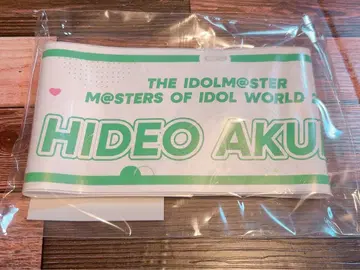 THE IDOLM@STER
M@STERS OF IDOL WORLD
HIDEO AKU